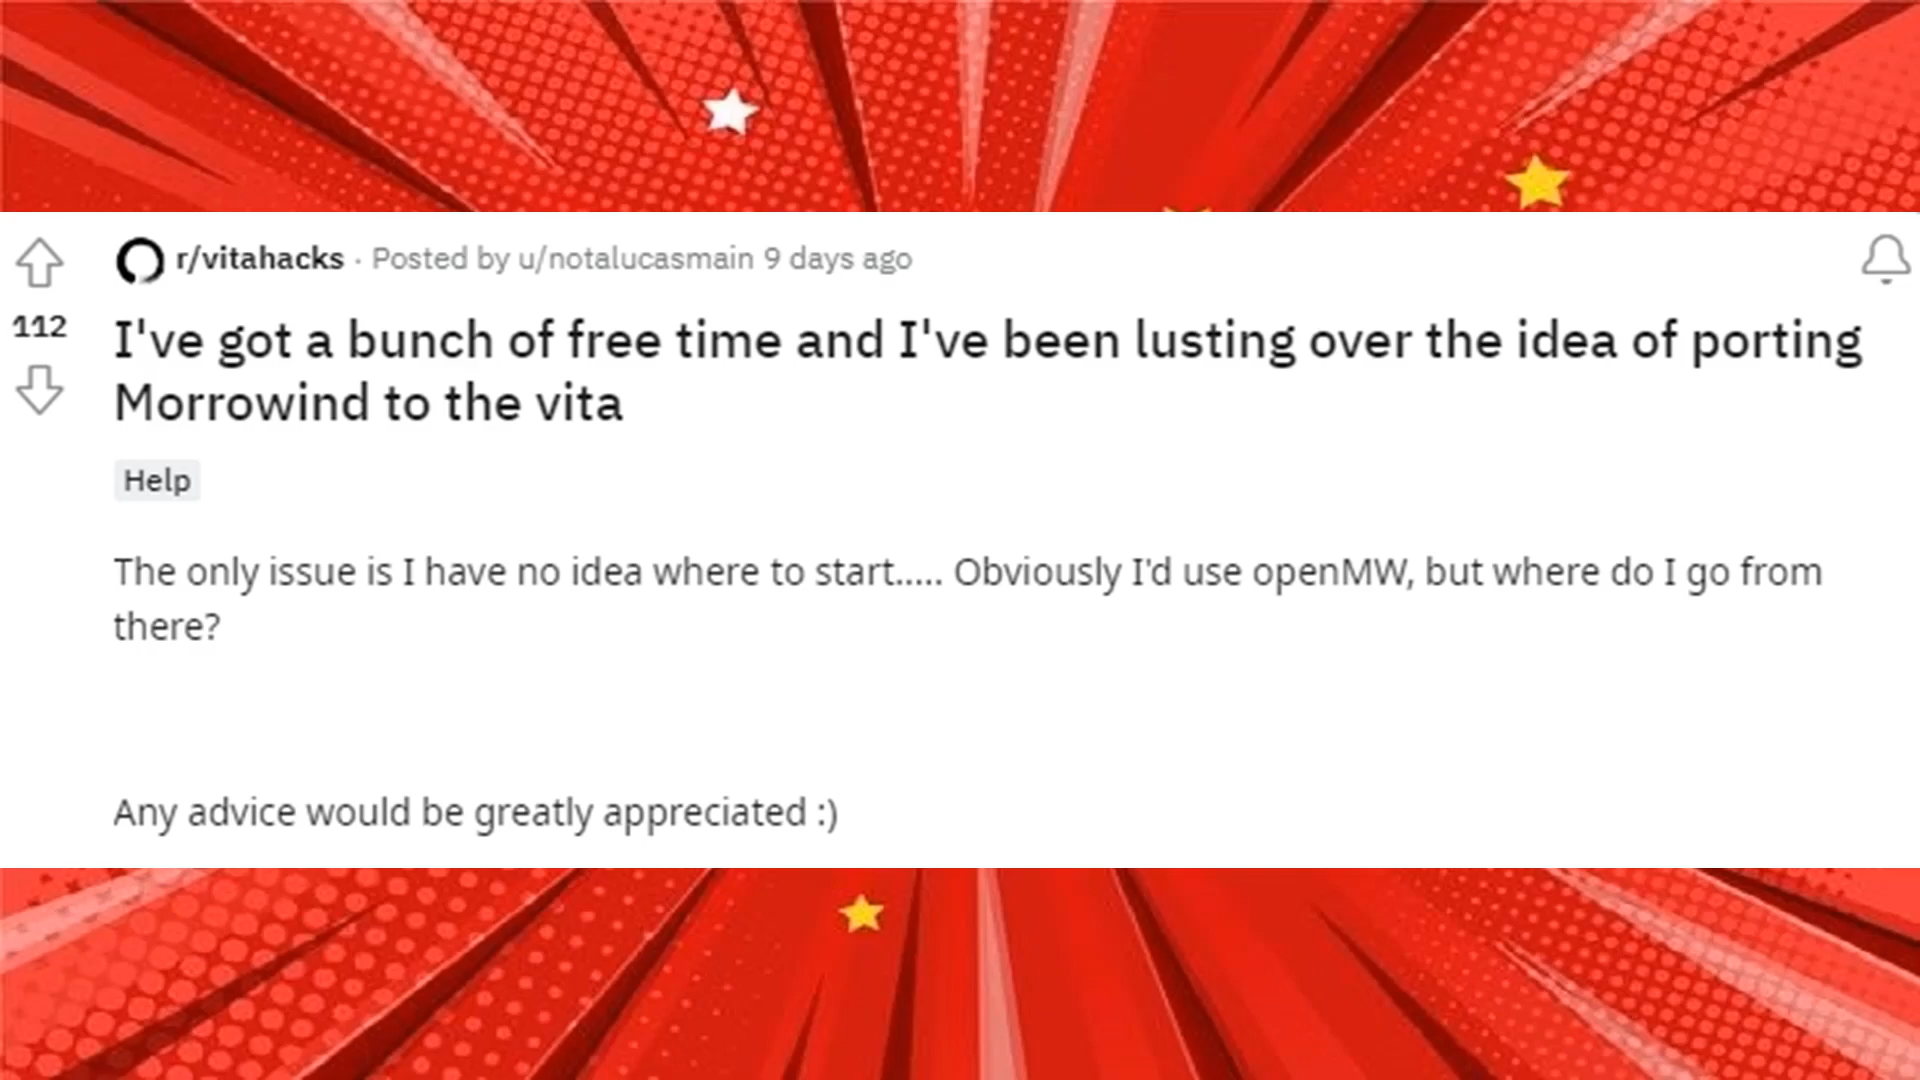 r/vitahacks · Posted by u/notalucasmain 9 days ago
112
I've got a bunch of free time and I've been lusting over the idea of porting
Morrowind to the vita
Help
The only issue is I have no idea where to start..... Obviously I'd use openMW, but where do I go from
there?
Any advice would be greatly appreciated :)